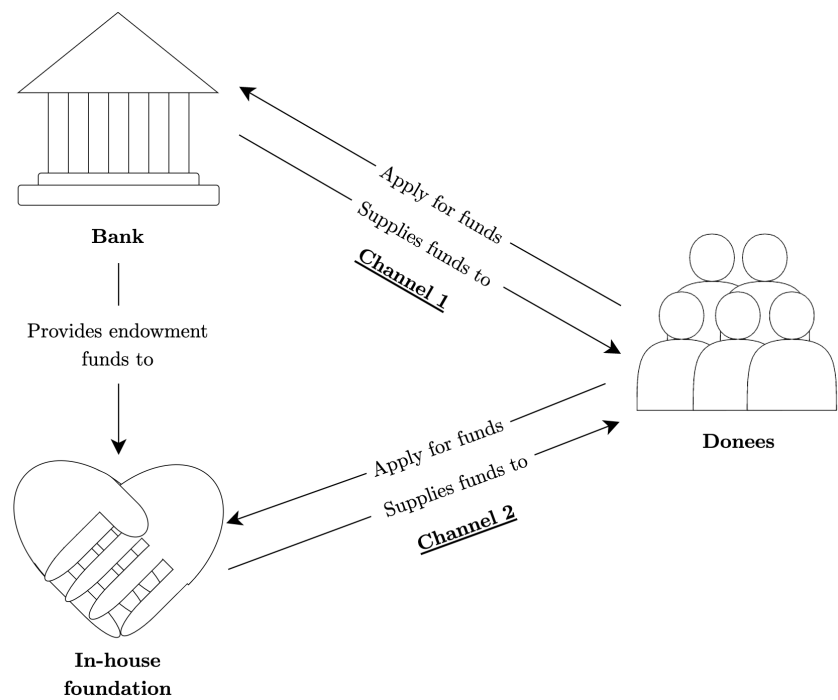 Bank
Provides endowment
funds to
In-house
foundation
Apply for funds
Supplies funds to
Channel 1
Apply for funds
Supplies funds to
Channel 2
Donees